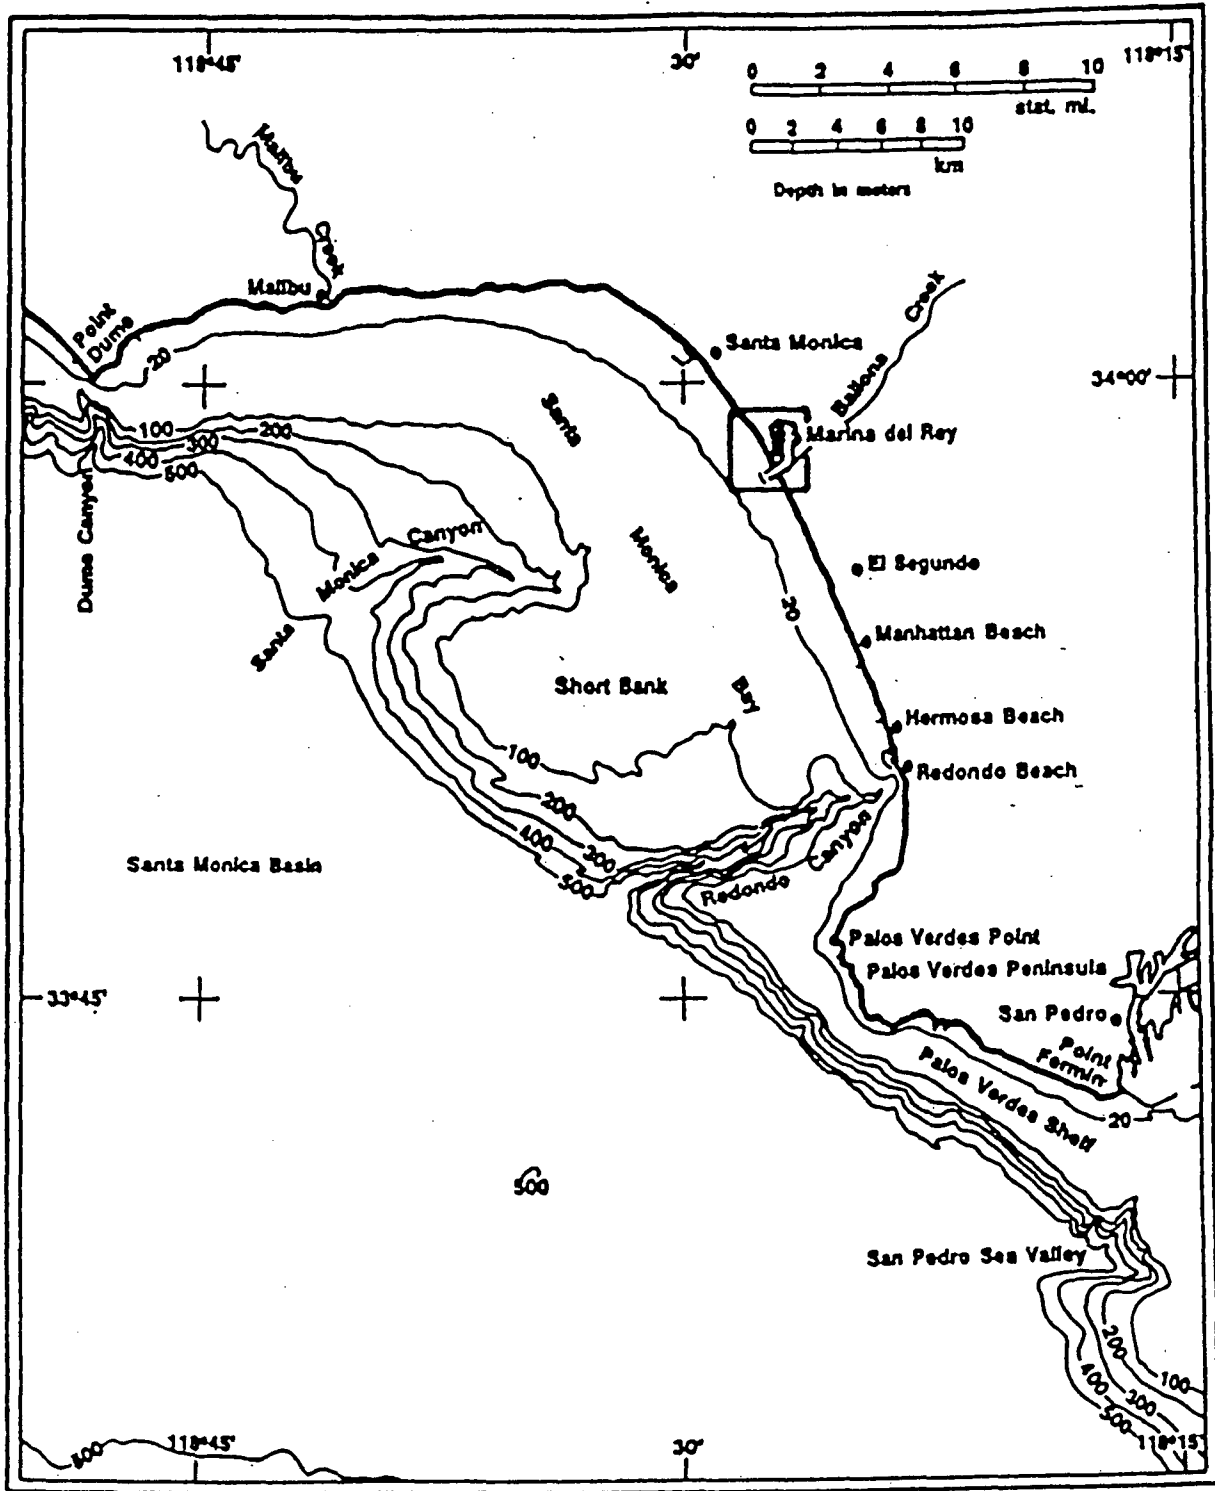 118°45'
30'
118°15'
0 2 4 6 8 10
stat. mi.
0 2 4 6 8 10
km
Depth in meters
Malibu
Creek
Malibu
Point
Dume
20
Santa Monica
Ballona
Creek
34°00'
Marina del Rey
100
200
300
400
500
Dume Canyon
Santa
Monica
Bay
Santa
Monica
Canyon
El Segundo
20
Manhattan Beach
Short Bank
Hermosa Beach
Redondo Beach
100
200
300
400
500
Santa Monica Basin
Redondo
Canyon
Palos Verdes Point
Palos Verdes Peninsula
33°45'
San Pedro
Point
Fermin
Palos Verdes Shelf
20
500
San Pedro Sea Valley
200
100
400
300
500
500
118°45'
30'
118°15'